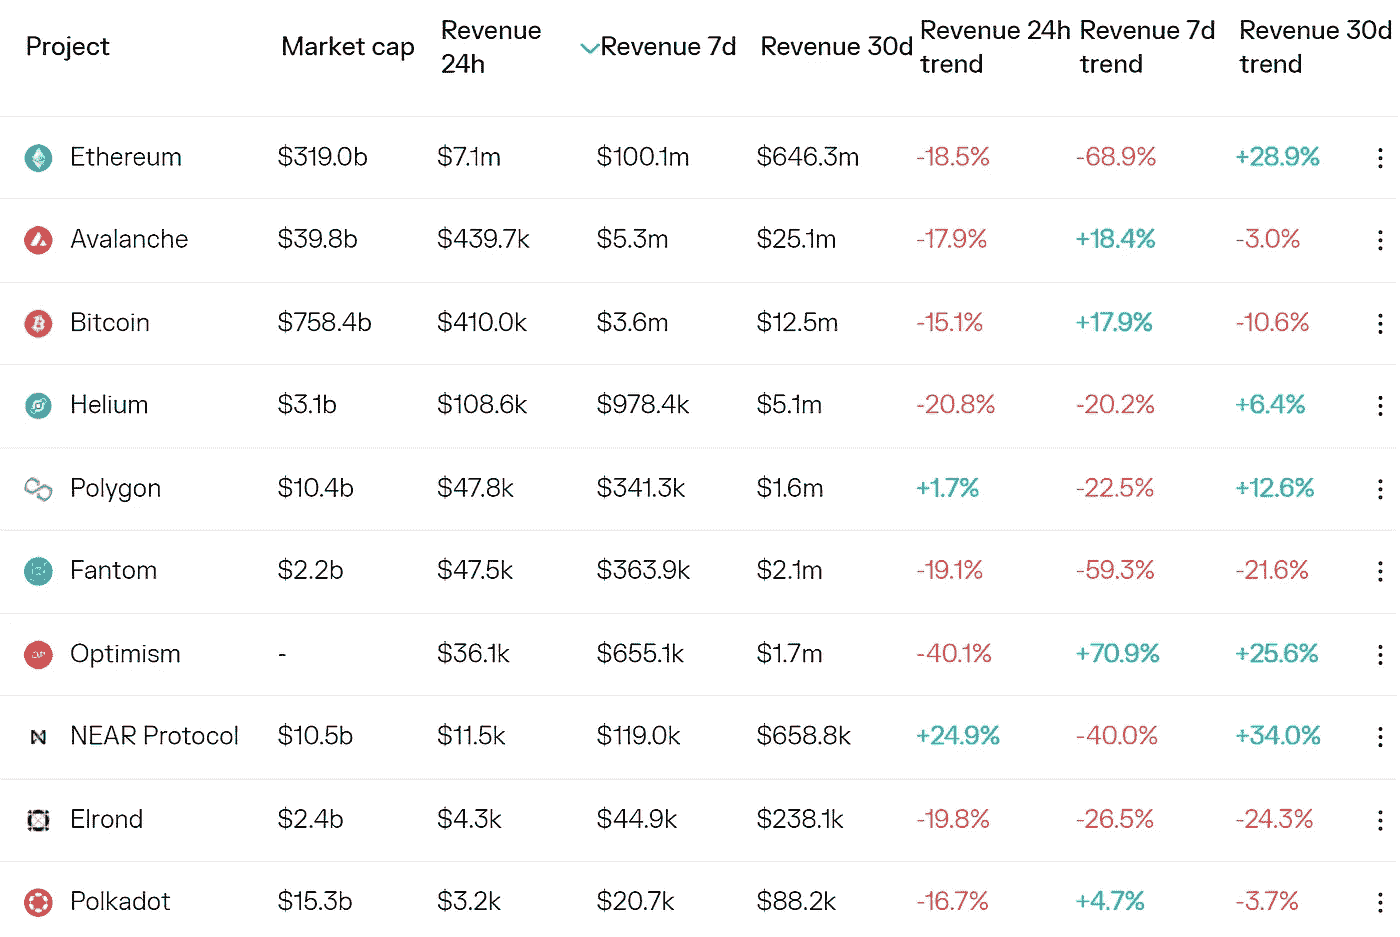 Project Market cap Revenue 24h Revenue 7d Revenue 30d Revenue 24h trend Revenue 7d trend Revenue 30d trend
Ethereum $319.0b $7.1m $100.1m $646.3m -18.5% -68.9% +28.9%
Avalanche $39.8b $439.7k $5.3m $25.1m -17.9% +18.4% -3.0%
Bitcoin $758.4b $410.0k $3.6m $12.5m -15.1% +17.9% -10.6%
Helium $3.1b $108.6k $978.4k $5.1m -20.8% -20.2% +6.4%
Polygon $10.4b $47.8k $341.3k $1.6m +1.7% -22.5% +12.6%
Fantom $2.2b $47.5k $363.9k $2.1m -19.1% -59.3% -21.6%
Optimism - $36.1k $655.1k $1.7m -40.1% +70.9% +25.6%
NEAR Protocol $10.5b $11.5k $119.0k $658.8k +24.9% -40.0% +34.0%
Elrond $2.4b $4.3k $44.9k $238.1k -19.8% -26.5% -24.3%
Polkadot $15.3b $3.2k $20.7k $88.2k -16.7% +4.7% -3.7%